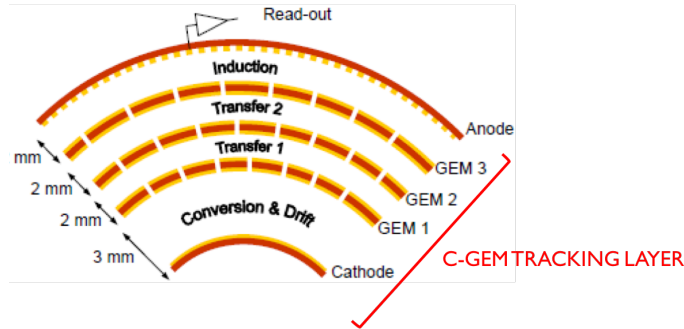 Read-out
Induction
Anode
Transfer 2
mm
GEM 3
Transfer 1
2 mm
GEM 2
2 mm
Conversion & Drift
GEM 1
3 mm
Cathode
C-GEM TRACKING LAYER